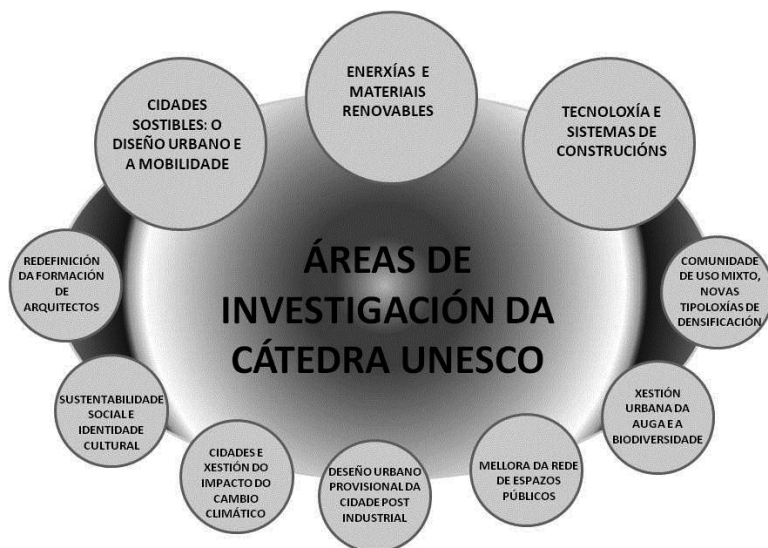 ENERXÍAS E
MATERIAIS
RENOVABLES
CIDADES
SOSTIBLES: O
DISEÑO URBANO E
A MOBILIDADE
TECNOLOXÍA E
SISTEMAS DE
CONSTRUCIÓNS
REDEFINICIÓN
DA FORMACIÓN
DE
ARQUITECTOS
ÁREAS DE
INVESTIGACIÓN DA
CÁTEDRA UNESCO
COMUNIDADE
DE USO MIXTO,
NOVAS
TIPOLOXÍAS DE
DENSIFICACIÓN
SUSTENTABILIDADE
SOCIAL E
IDENTIDADE
CULTURAL
XESTIÓN
URBANA DA
AUGA E A
BIODIVERSIDADE
CIDADES E
XESTIÓN DO
IMPACTO DO
CAMBIO
CLIMÁTICO
DESEÑO URBANO
PROVISIONAL DA
CIDADE POST
INDUSTRIAL
MELLORA DA REDE
DE ESPAZOS
PÚBLICOS